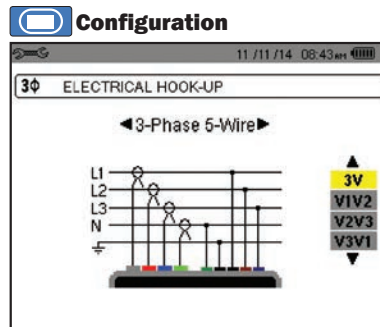 Configuration
11 /11 /14 08:43AM
3Φ ELECTRICAL HOOK-UP
◄3-Phase 5-Wire►
L1
L2
L3
N
3V
V1V2
V2V3
V3V1